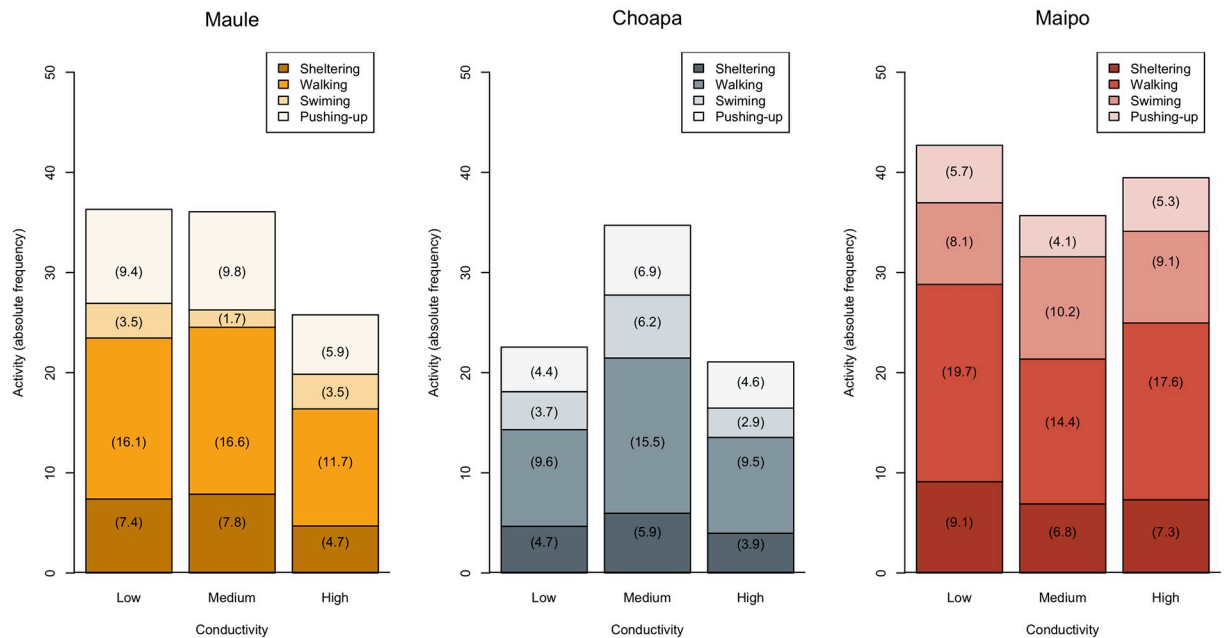 Maule
Activity (absolute frequency)
50
40
30
20
10
0
Sheltering
Walking
Swiming
Pushing-up
(9.4)
(3.5)
(16.1)
(7.4)
(9.8)
(1.7)
(16.6)
(7.8)
(5.9)
(3.5)
(11.7)
(4.7)
Low Medium High
Conductivity
Choapa
Activity (absolute frequency)
50
40
30
20
10
0
Sheltering
Walking
Swiming
Pushing-up
(4.4)
(3.7)
(9.6)
(4.7)
(6.9)
(6.2)
(15.5)
(5.9)
(4.6)
(2.9)
(9.5)
(3.9)
Low Medium High
Conductivity
Maipo
Activity (absolute frequency)
50
40
30
20
10
0
Sheltering
Walking
Swiming
Pushing-up
(5.7)
(8.1)
(19.7)
(9.1)
(4.1)
(10.2)
(14.4)
(6.8)
(5.3)
(9.1)
(17.6)
(7.3)
Low Medium High
Conductivity